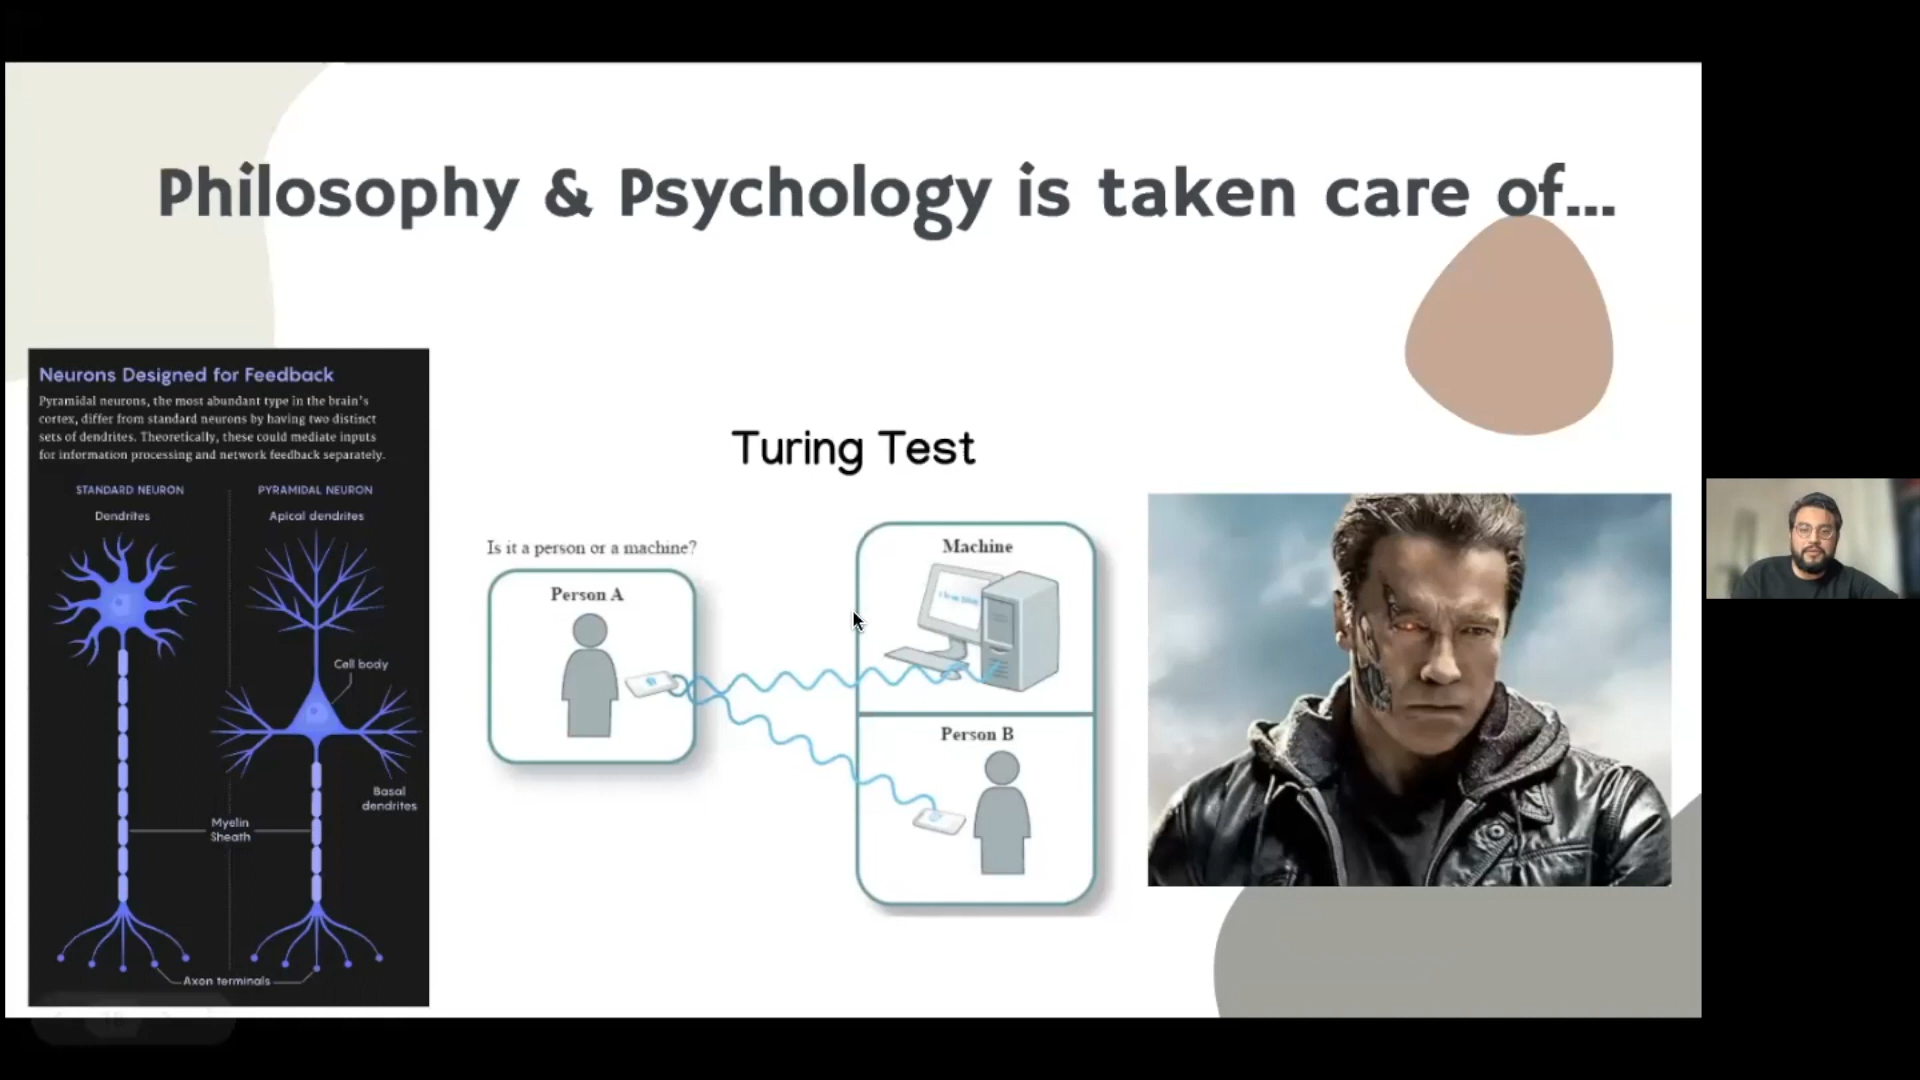 Philosophy & Psychology is taken care of...
Neurons Designed for Feedback
Pyramidal neurons, the most abundant type in the brain's
cortex, differ from standard neurons by having two distinct
sets of dendrites. Theoretically, these could mediate inputs
for information processing and network feedback separately.
STANDARD NEURON
PYRAMIDAL NEURON
Dendrites
Apical dendrites
Cell body
Basal
dendrites
Myelin
Sheath
Axon terminals
Turing Test
Is it a person or a machine?
Person A
Machine
Person B